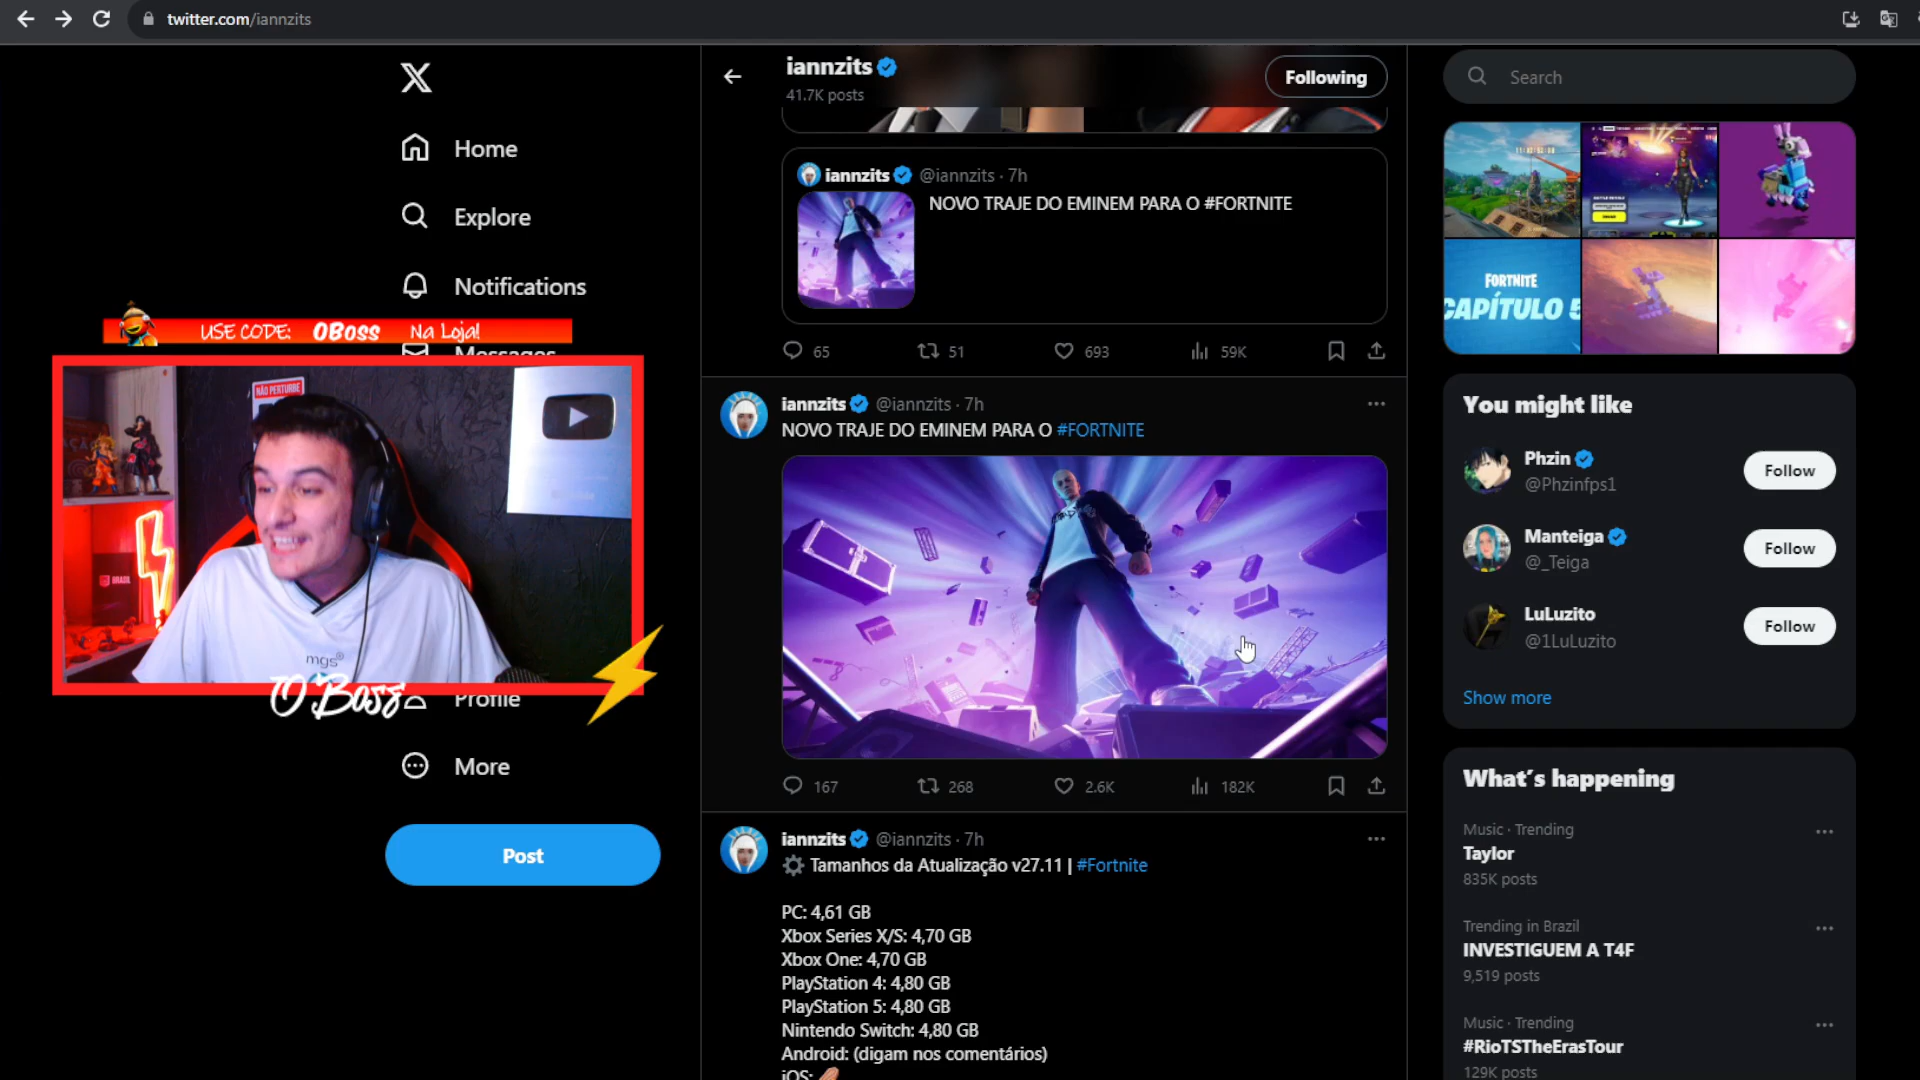 twitter.com/iannzits
Home
Explore
Notifications
Messages
Profile
More
Post
USE CODE: OBoss Na Loja!
NÃO PERTURBE
BRASIL
mgs
O Boss
iannzits
41.7K posts
Following
iannzits @iannzits · 7h
NOVO TRAJE DO EMINEM PARA O #FORTNITE
65 51 693 59K
iannzits @iannzits · 7h
NOVO TRAJE DO EMINEM PARA O #FORTNITE
167 268 2.6K 182K
iannzits @iannzits · 7h
Tamanhos da Atualização v27.11 | #Fortnite
PC: 4,61 GB
Xbox Series X/S: 4,70 GB
Xbox One: 4,70 GB
PlayStation 4: 4,80 GB
PlayStation 5: 4,80 GB
Nintendo Switch: 4,80 GB
Android: (digam nos comentários)
iOS:
Search
FORTNITE
CAPÍTULO 5
You might like
Phzin
@Phzinfps1
Follow
Manteiga
@_Teiga
Follow
LuLuzito
@1LuLuzito
Follow
Show more
What's happening
Music · Trending
Taylor
835K posts
Trending in Brazil
INVESTIGUEM A T4F
9,519 posts
Music · Trending
#RioTSTheErasTour
129K posts